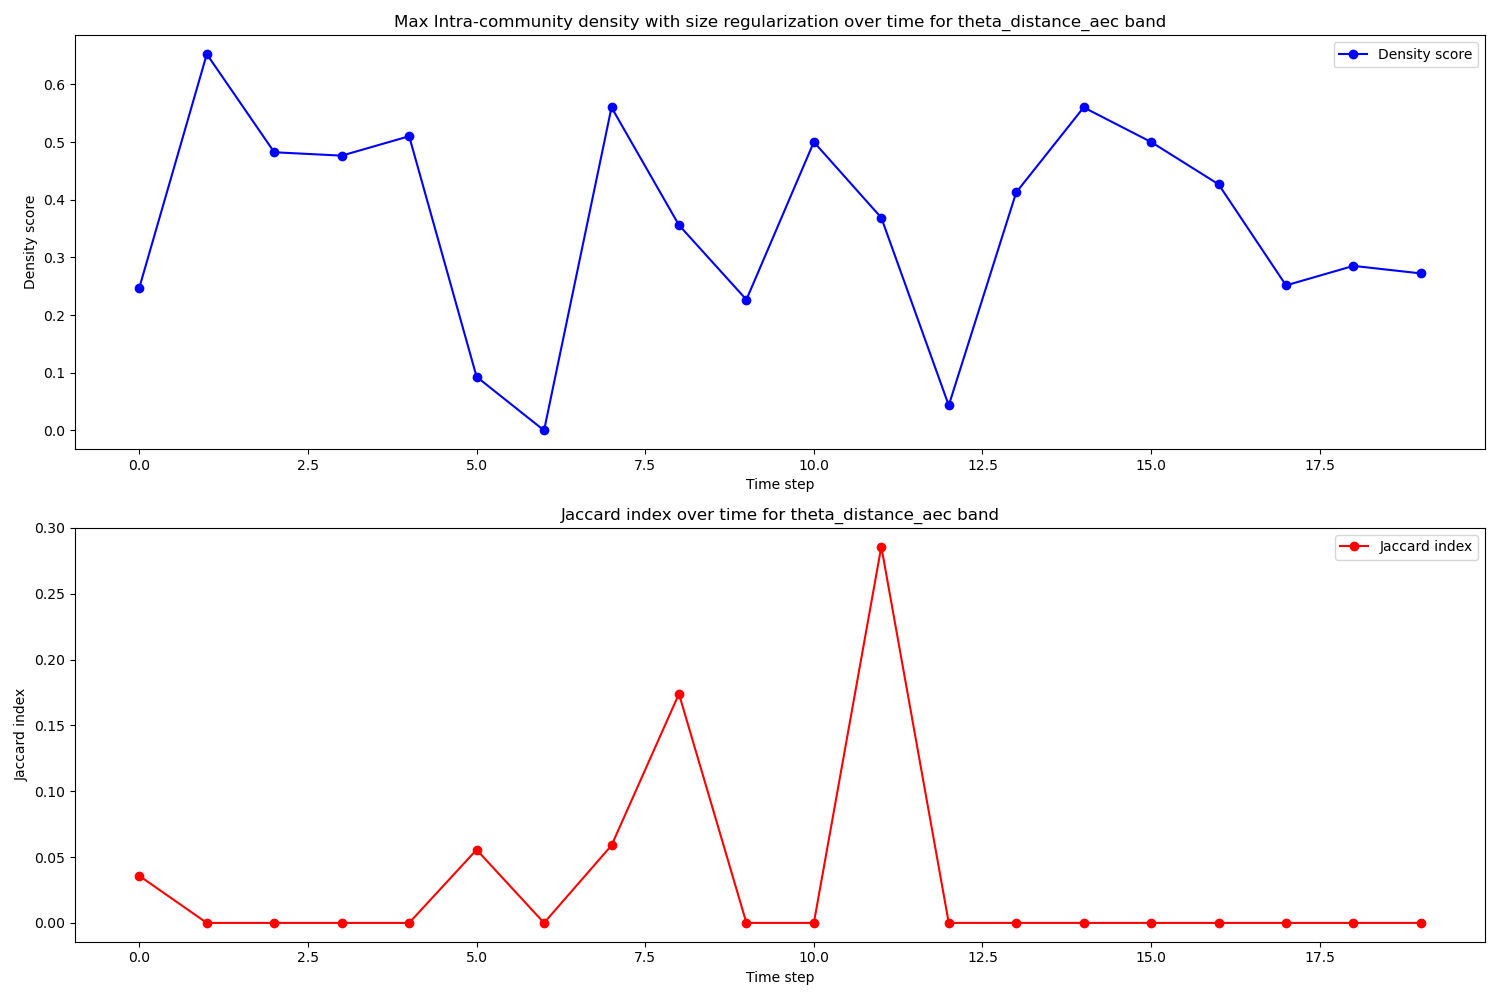 Max Intra-community density with size regularization over time for theta_distance_aec band
Density score
0.6
0.5
0.4
0.3
0.2
0.1
0.0
Density score
0.0 2.5 5.0 7.5 10.0 12.5 15.0 17.5
Time step
Jaccard index over time for theta_distance_aec band
Jaccard index
0.30
0.25
0.20
0.15
0.10
0.05
0.00
Jaccard index
0.0 2.5 5.0 7.5 10.0 12.5 15.0 17.5
Time step